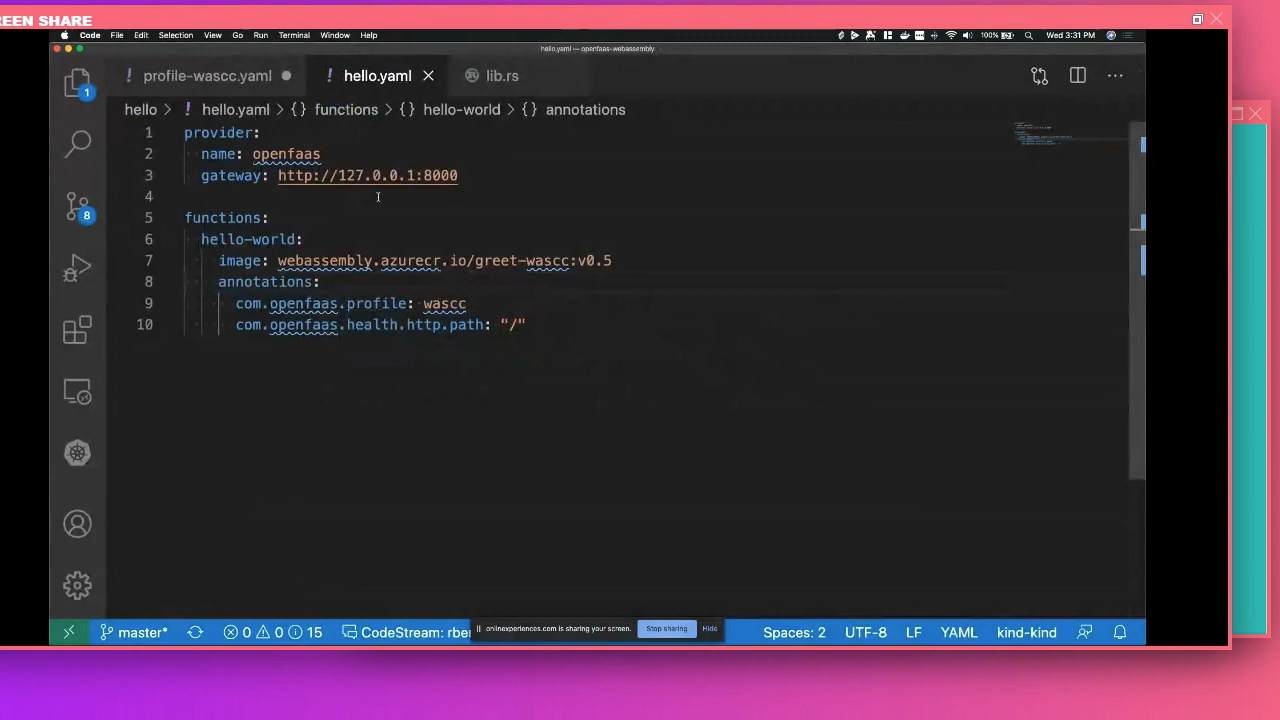 REEN SHARE
Code File Edit Selection View Go Run Terminal Window Help 100% Wed 3:31 PM
hello.yaml — openfaas-webassembly
! profile-wascc.yaml ! hello.yaml lib.rs
1
hello > ! hello.yaml > {} functions > {} hello-world > {} annotations
1 provider:
2 name: openfaas
3 gateway: http://127.0.0.1:8000
4
5 functions:
6 hello-world:
7 image: webassembly.azurecr.io/greet-wascc:v0.5
8 annotations:
9 com.openfaas.profile: wascc
10 com.openfaas.health.http.path: "/"
8
master* 0 0 15 CodeStream: rber
onlinexperiences.com is sharing your screen. Stop sharing Hide
Spaces: 2 UTF-8 LF YAML kind-kind